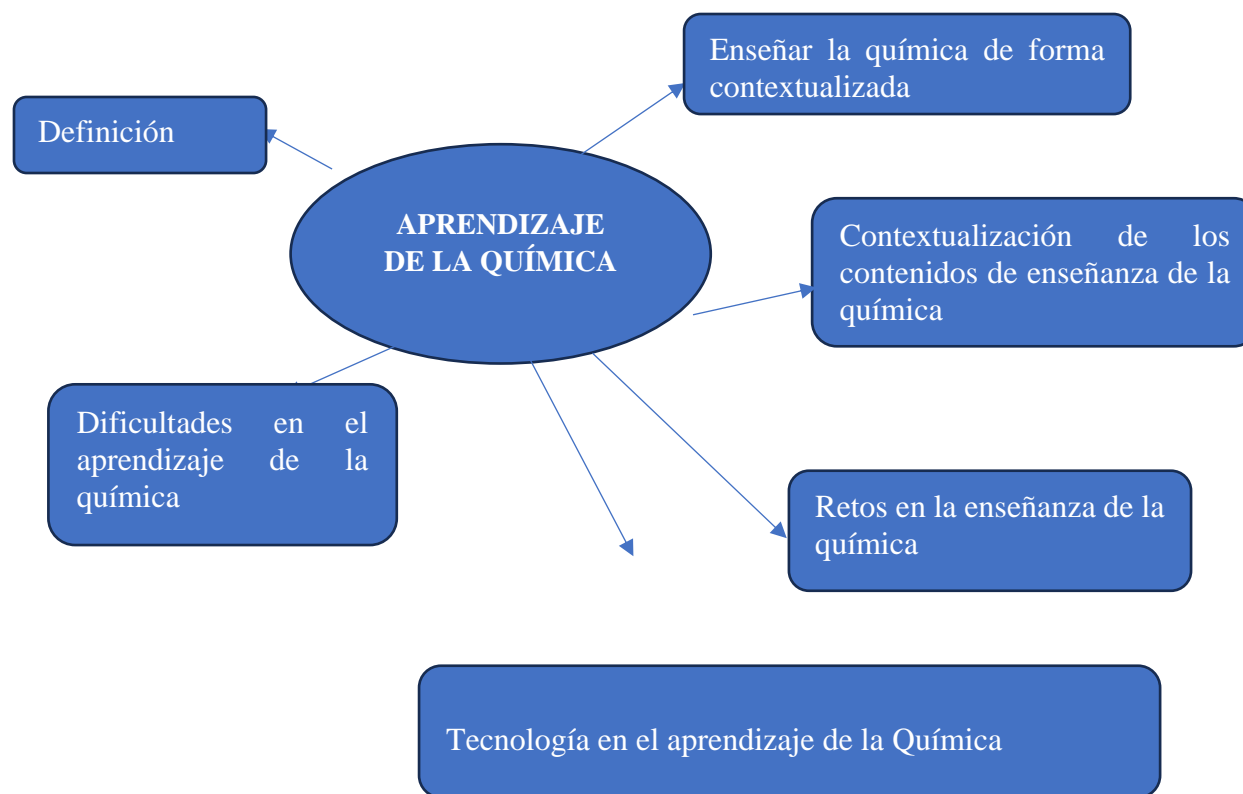 Enseñar la química de forma
contextualizada
Definición
APRENDIZAJE
DE LA QUÍMICA
Contextualización de los
contenidos de enseñanza de la
química
Dificultades en el
aprendizaje de la
química
Retos en la enseñanza de la
química
Tecnología en el aprendizaje de la Química